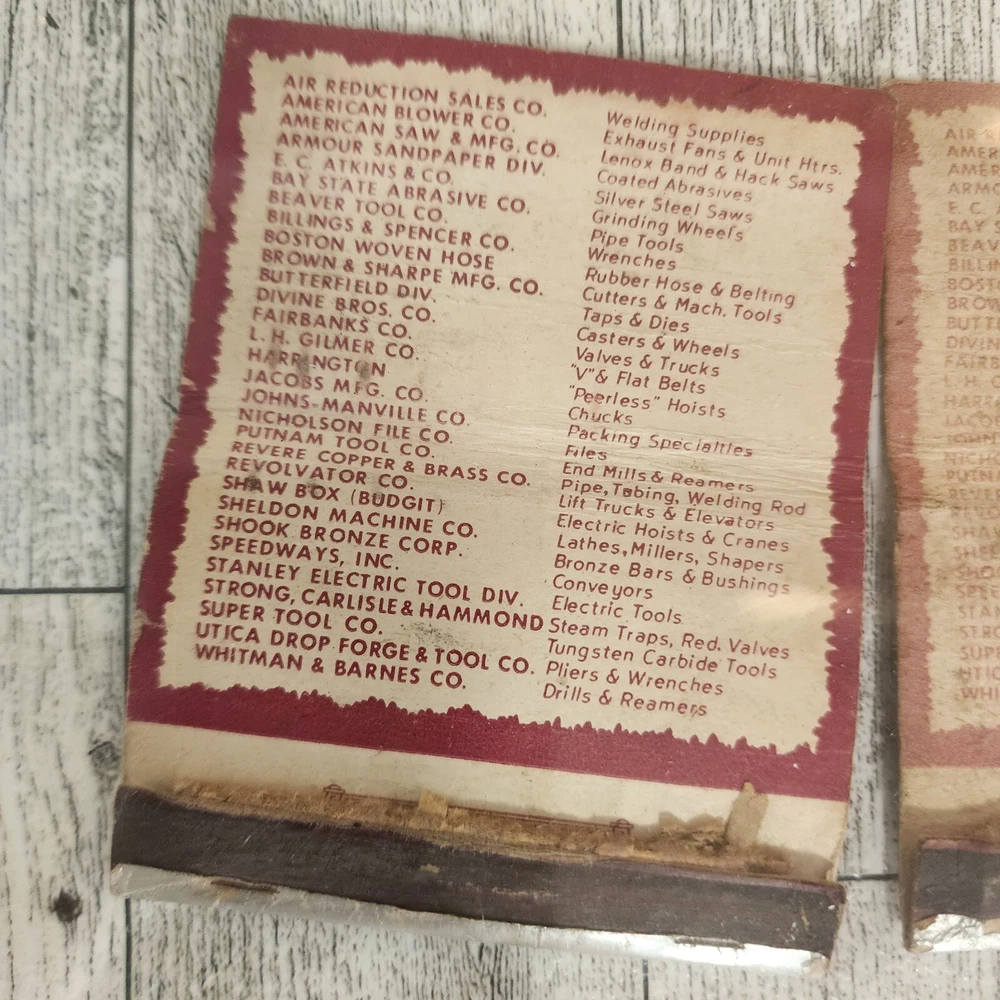 AIR REDUCTION SALES CO. Welding Supplies
AMERICAN BLOWER CO. Exhaust Fans & Unit Htrs.
AMERICAN SAW & MFG. CO. Lenox Band & Hack Saws
ARMOUR SANDPAPER DIV. Coated Abrasives
E. C. ATKINS & CO. Silver Steel Saws
BAY STATE ABRASIVE CO. Grinding Wheels
BEAVER TOOL CO. Pipe Tools
BILLINGS & SPENCER CO. Wrenches
BOSTON WOVEN HOSE Rubber Hose & Belting
BROWN & SHARPE MFG. CO. Cutters & Mach. Tools
BUTTERFIELD DIV. Taps & Dies
DIVINE BROS. CO. Casters & Wheels
FAIRBANKS CO. Valves & Trucks
L. H. GILMER CO. "V" & Flat Belts
HARRINGTON "Peerless" Hoists
JACOBS MFG. CO. Chucks
JOHNS-MANVILLE CO. Packing Specialties
NICHOLSON FILE CO. Files
PUTNAM TOOL CO. End Mills & Reamers
REVERE COPPER & BRASS CO. Pipe, Tubing, Welding Rod
REVOLVATOR CO. Lift Trucks & Elevators
SHAW BOX (BUDGIT) Electric Hoists & Cranes
SHELDON MACHINE CO. Lathes, Millers, Shapers
SHOOK BRONZE CORP. Bronze Bars & Bushings
SPEEDWAYS, INC. Conveyors
STANLEY ELECTRIC TOOL DIV. Electric Tools
STRONG, CARLISLE & HAMMOND Steam Traps, Red. Valves
SUPER TOOL CO. Tungsten Carbide Tools
UTICA DROP FORGE & TOOL CO. Pliers & Wrenches
WHITMAN & BARNES CO. Drills & Reamers